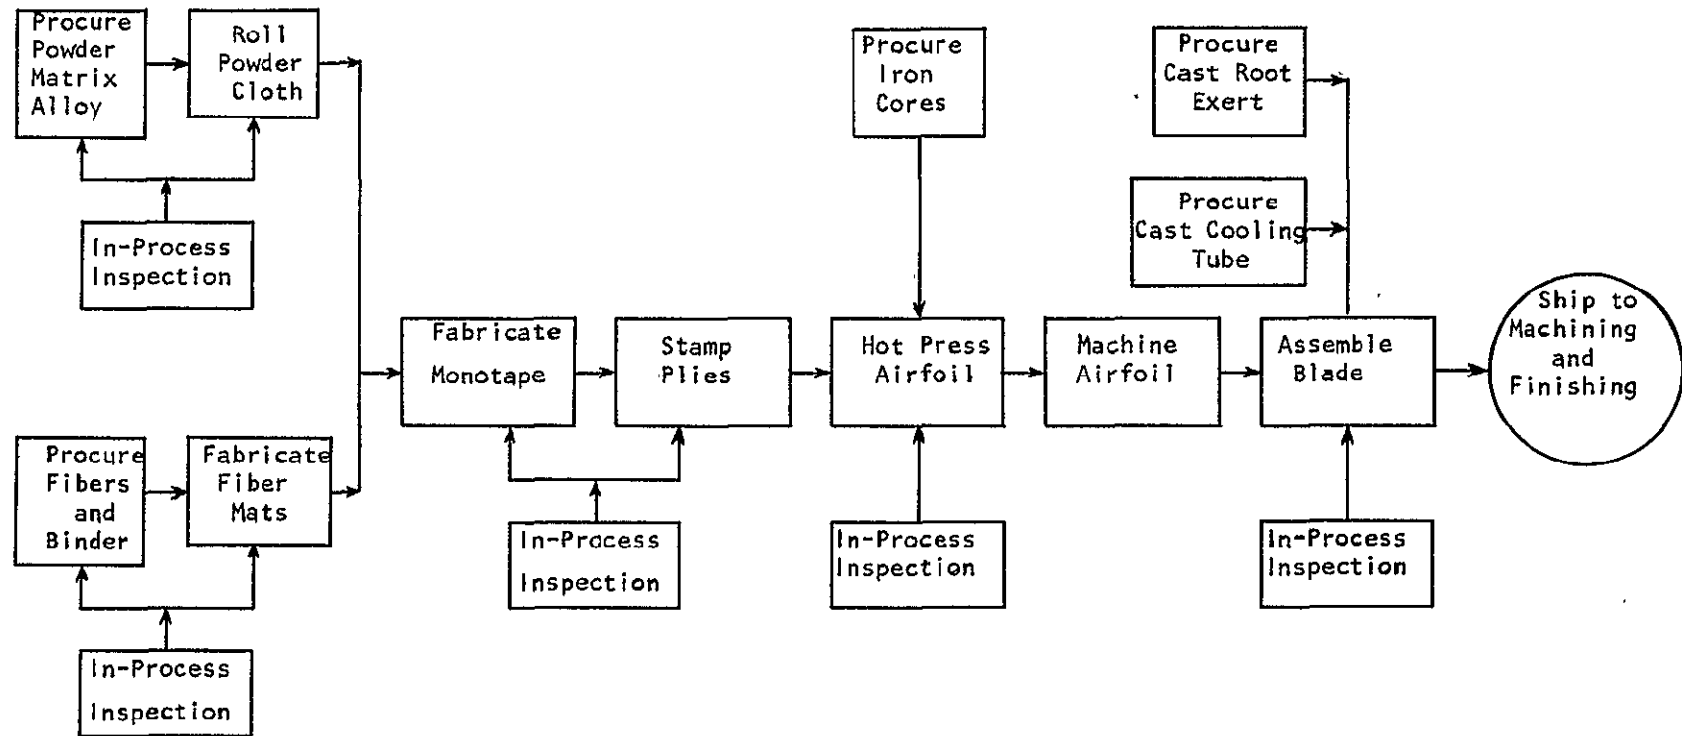 Procure
Powder
Matrix
Alloy
Roll
Powder
Cloth
In-Process
Inspection
Procure
Fibers
and
Binder
Fabricate
Fiber
Mats
In-Process
Inspection
Fabricate
Monotape
Stamp
Plies
In-Process
Inspection
Procure
Iron
Cores
Hot Press
Airfoil
In-Process
Inspection
Machine
Airfoil
Procure
Cast Root
Exert
Procure
Cast Cooling
Tube
Assemble
Blade
In-Process
Inspection
Ship to
Machining
and
Finishing